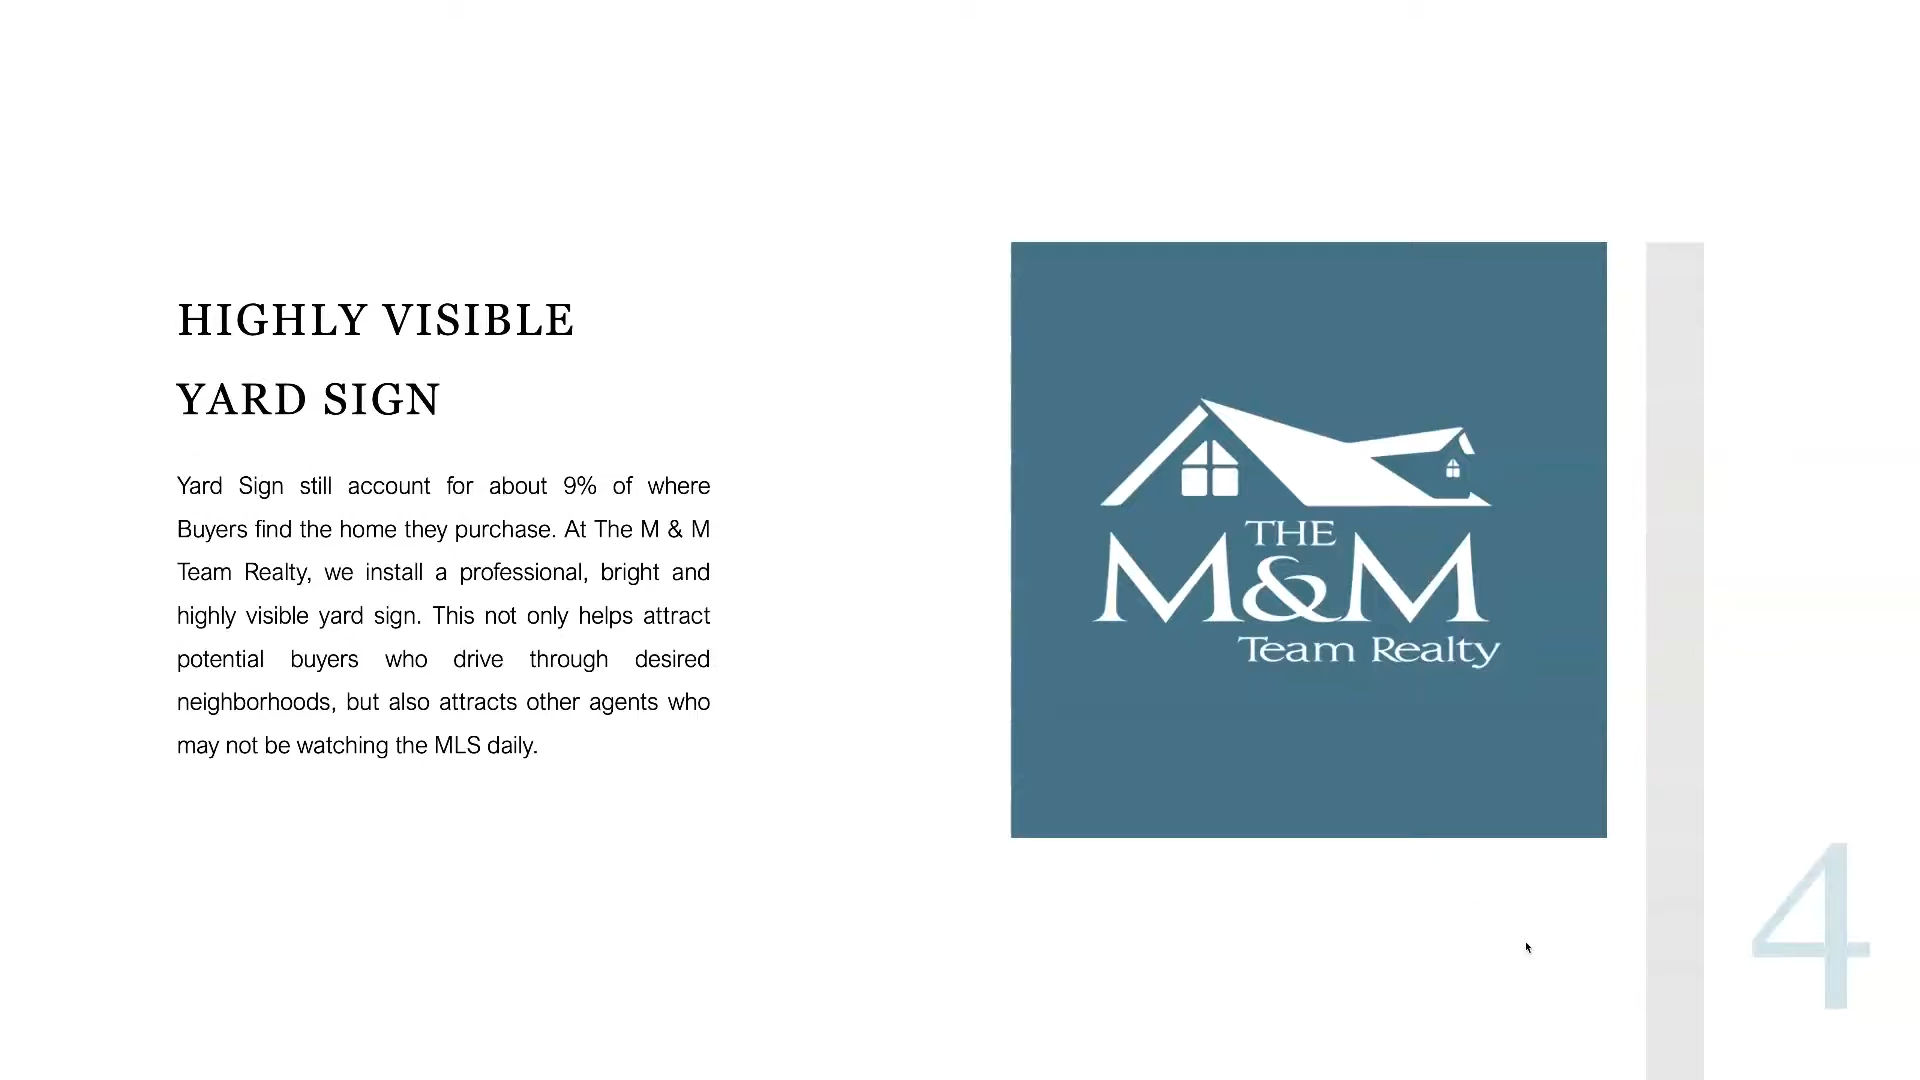 HIGHLY VISIBLE
YARD SIGN
Yard Sign still account for about 9% of where
Buyers find the home they purchase. At The M & M
Team Realty, we install a professional, bright and
highly visible yard sign. This not only helps attract
potential buyers who drive through desired
neighborhoods, but also attracts other agents who
may not be watching the MLS daily.
THE
M&M
Team Realty
4